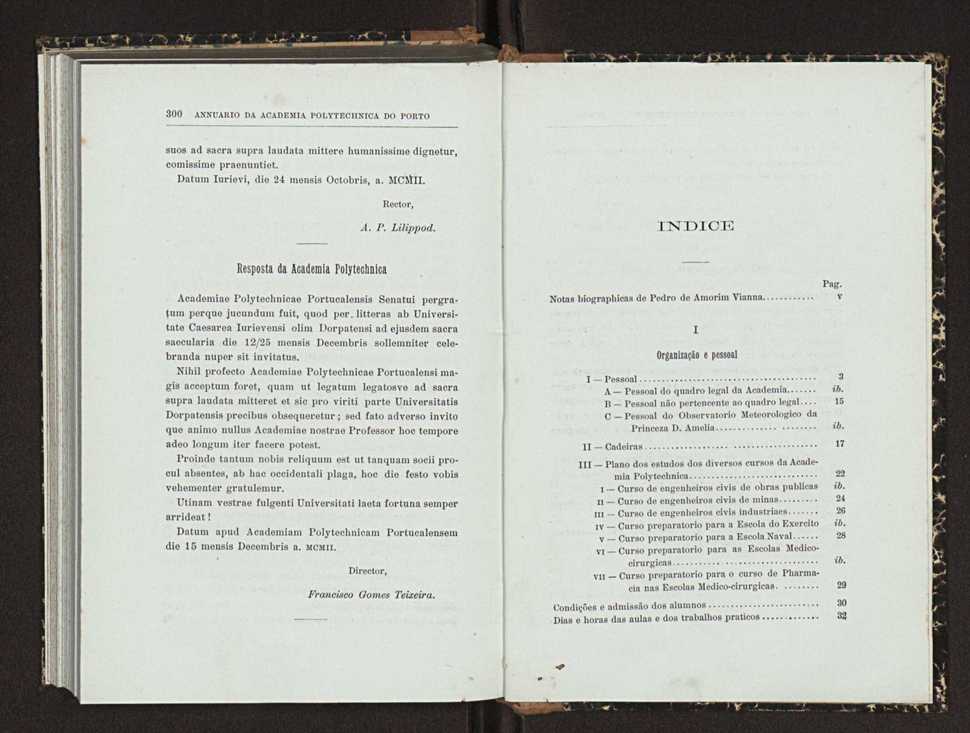 300 ANNUARIO DA ACADEMIA POLYTECHNICA DO PORTO
suos ad sacra supra laudata mittere humanissime dignetur,
comissime praenuntiet.
Datum Iurievi, die 24 mensis Octobris, a. MCMII.
Rector,
A. P. Lilippod.
Resposta da Academia Polytechnica
Academiae Polytechnicae Portucalensis Senatui pergra-
tum perque jucundum fuit, quod per litteras ab Universi-
tate Caesarea Iurievensi olim Dorpatensi ad ejusdem sacra
saecularia die 12/25 mensis Decembris sollemniter cele-
branda nuper sit invitatus.
Nihil profecto Academiae Polytechnicae Portucalensi ma-
gis acceptum foret, quam ut legatum legatosve ad sacra
supra laudata mitteret et sic pro viriti parte Universitatis
Dorpatensis precibus obsequeretur; sed fato adverso invito
que animo nullus Academiae nostrae Professor hoc tempore
adeo longum iter facere potest.
Proinde tantum nobis reliquum est ut tanquam socii pro-
cul absentes, ab hac occidentali plaga, hoc die festo vobis
vehementer gratulemur.
Utinam vestrae fulgenti Universitati laeta fortuna semper
arrideat!
Datum apud Academiam Polytechnicam Portucalensem
die 15 mensis Decembris a. MCMII.
Director,
Francisco Gomes Teixeira.
INDICE
Pag.
Notas biographicas de Pedro de Amorim Vianna............ v
I
Organização e pessoal
I — Pessoal........................................ 3
A — Pessoal do quadro legal da Academia....... ib.
B — Pessoal não pertencente ao quadro legal.... 15
C — Pessoal do Observatorio Meteorologico da
Princeza D. Amelia...................... ib.
II — Cadeiras........................................ 17
III — Plano dos estudos dos diversos cursos da Acade-
mia Polytechnica............................. 22
I — Curso de engenheiros civis de obras publicas ib.
II — Curso de engenheiros civis de minas......... 24
III — Curso de engenheiros civis industriaes....... 26
IV — Curso preparatorio para a Escola do Exercito ib.
V — Curso preparatorio para a Escola Naval...... 28
VI — Curso preparatorio para as Escolas Medico-
cirurgicas................................. ib.
VII — Curso preparatorio para o curso de Pharma-
cia nas Escolas Medico-cirurgicas.......... 29
Condições e admissão dos alumnos......................... 30
Dias e horas das aulas e doa trabalhos praticos............. 32